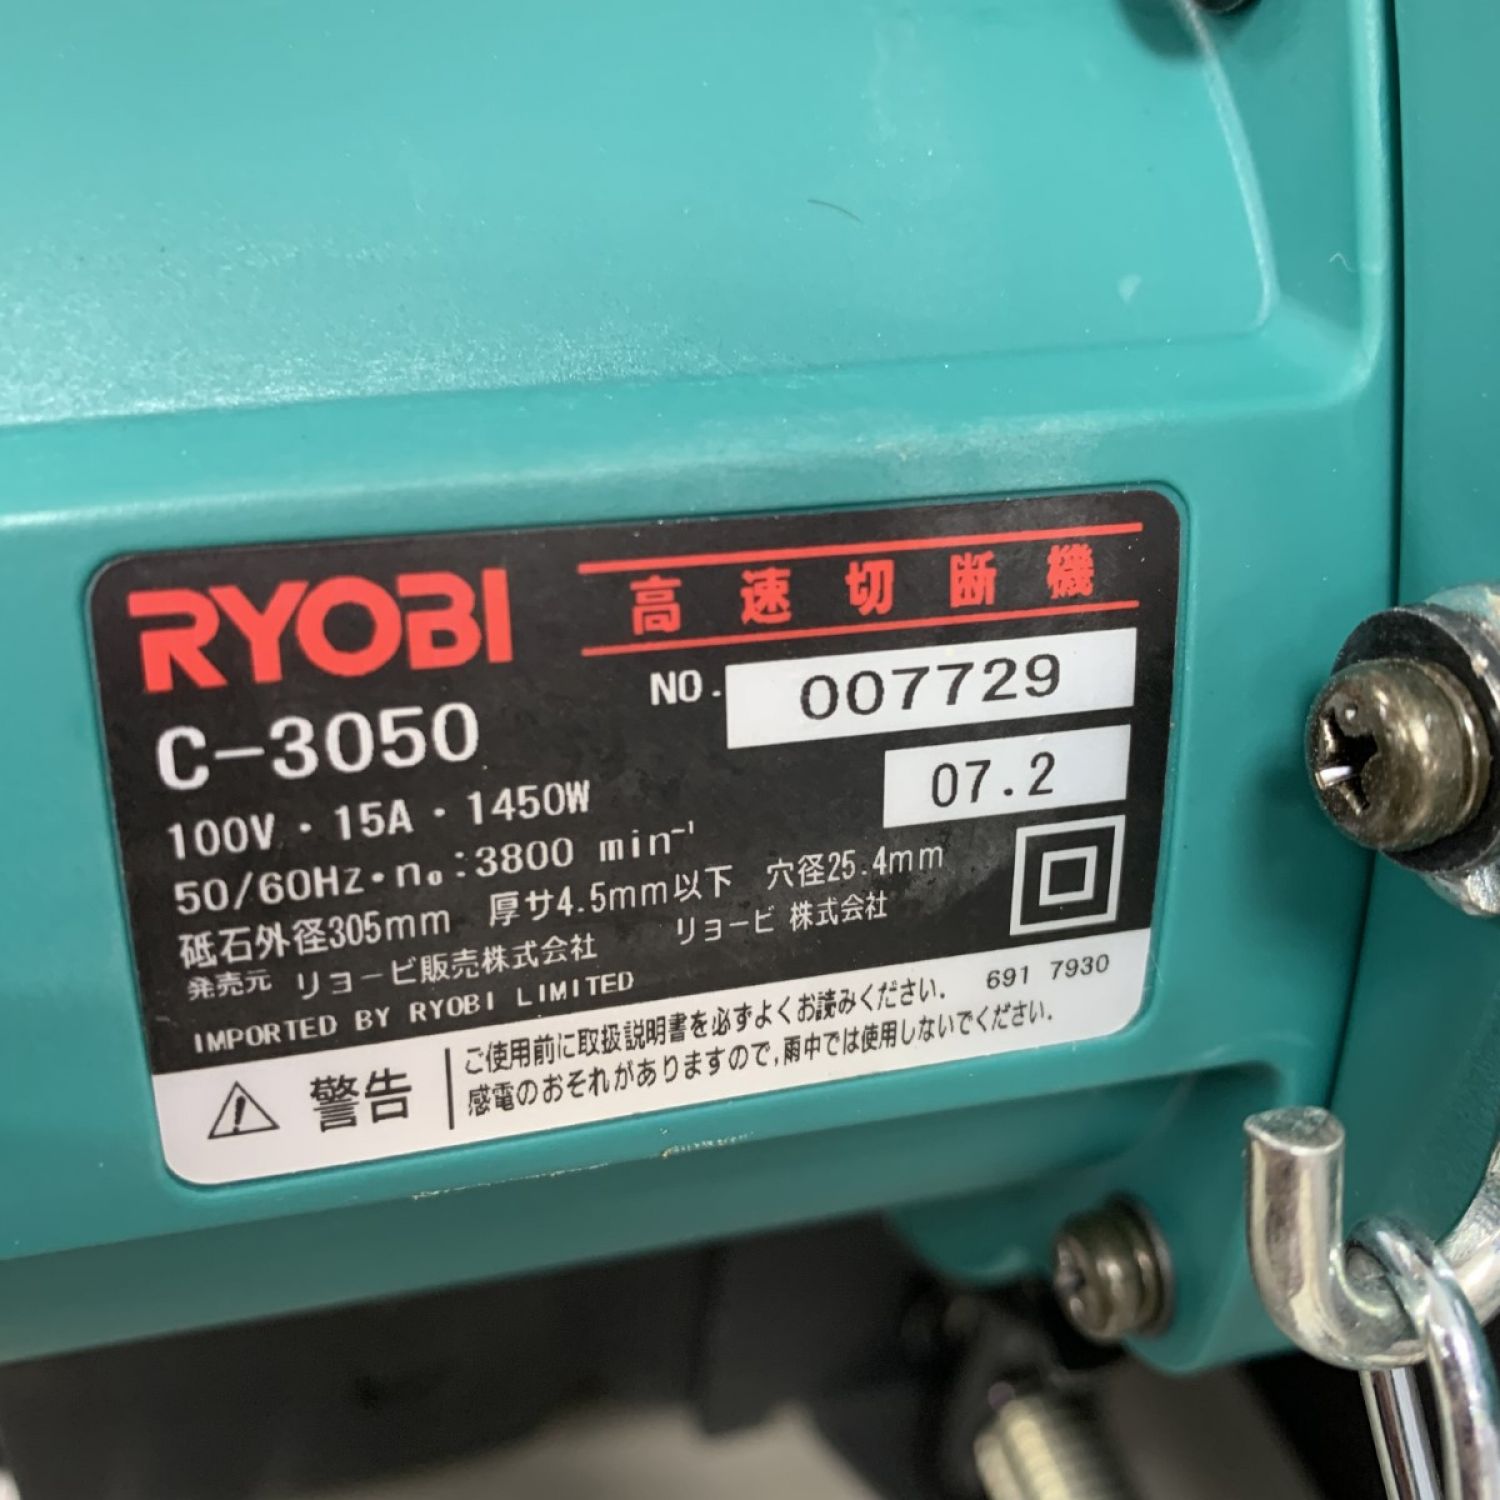 RYOBI 高速切断機
C-3050 NO. 007729
100V・15A・1450W 07.2
50/60Hz・n₀:3800 min⁻¹
砥石外径305mm 厚サ4.5mm以下 穴径25.4mm
発売元 リョービ販売株式会社 リョービ 株式会社
IMPORTED BY RYOBI LIMITED 691 7930
警告 ご使用前に取扱説明書を必ずよくお読みください.
感電のおそれがありますので,雨中では使用しないでください.